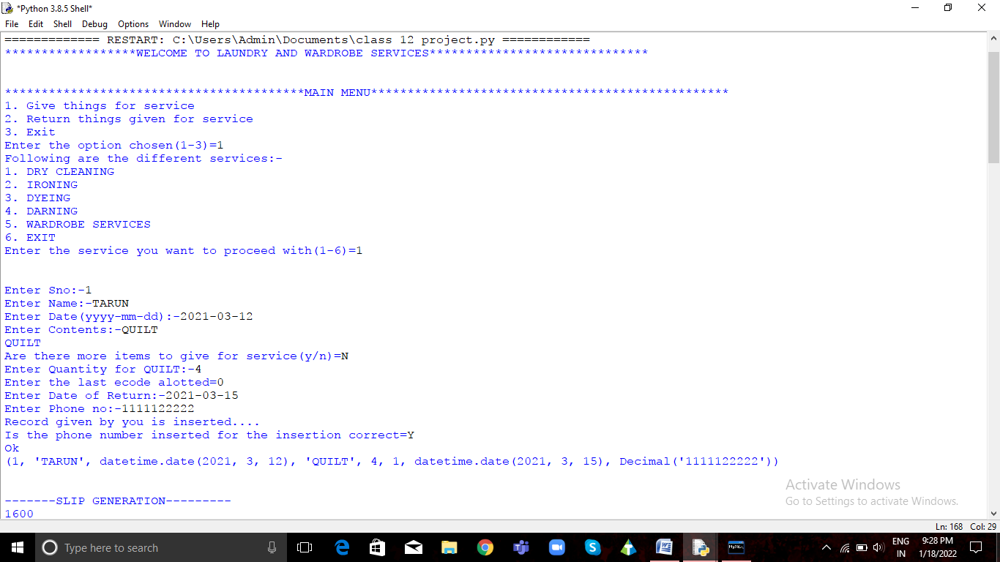 *Python 3.8.5 Shell*
File Edit Shell Debug Options Window Help
============= RESTART: C:\Users\Admin\Documents\class 12 project.py ============
******************WELCOME TO LAUNDRY AND WARDROBE SERVICES******************************
*****************************************MAIN MENU*************************************************
1. Give things for service
2. Return things given for service
3. Exit
Enter the option chosen(1-3)=1
Following are the different services:-
1. DRY CLEANING
2. IRONING
3. DYEING
4. DARNING
5. WARDROBE SERVICES
6. EXIT
Enter the service you want to proceed with(1-6)=1
Enter Sno:-1
Enter Name:-TARUN
Enter Date(yyyy-mm-dd):-2021-03-12
Enter Contents:-QUILT
QUILT
Are there more items to give for service(y/n)=N
Enter Quantity for QUILT:-4
Enter the last ecode alotted=0
Enter Date of Return:-2021-03-15
Enter Phone no:-1111122222
Record given by you is inserted....
Is the phone number inserted for the insertion correct=Y
Ok
(1, 'TARUN', datetime.date(2021, 3, 12), 'QUILT', 4, 1, datetime.date(2021, 3, 15), Decimal('1111122222'))
-------SLIP GENERATION---------
1600
Activate Windows
Go to Settings to activate Windows.
Ln: 168 Col: 29
Type here to search
ENG
IN
9:28 PM
1/18/2022